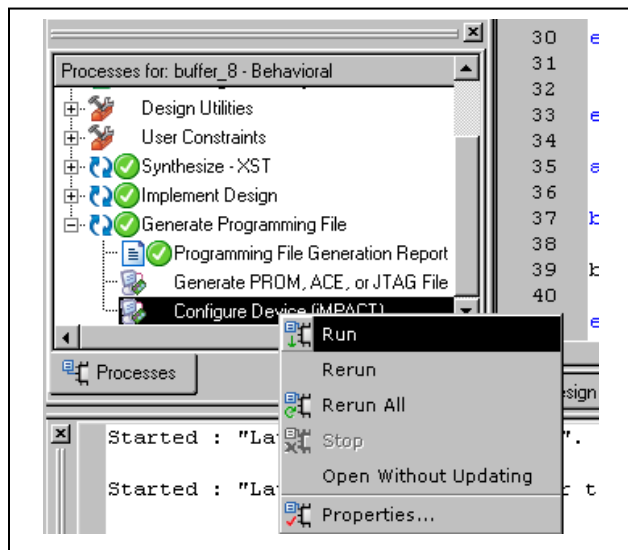 Processes for: buffer_8 - Behavioral
Design Utilities
User Constraints
Synthesize - XST
Implement Design
Generate Programming File
Programming File Generation Report
Generate PROM, ACE, or JTAG File
Configure Device (iMPACT)
Processes
Run
Rerun
Rerun All
Stop
Open Without Updating
Properties...
30 e
31
32
33 e
34
35 a
36
37 b
38
39 b
40
e
sign
Started : "La ".
Started : "La r t